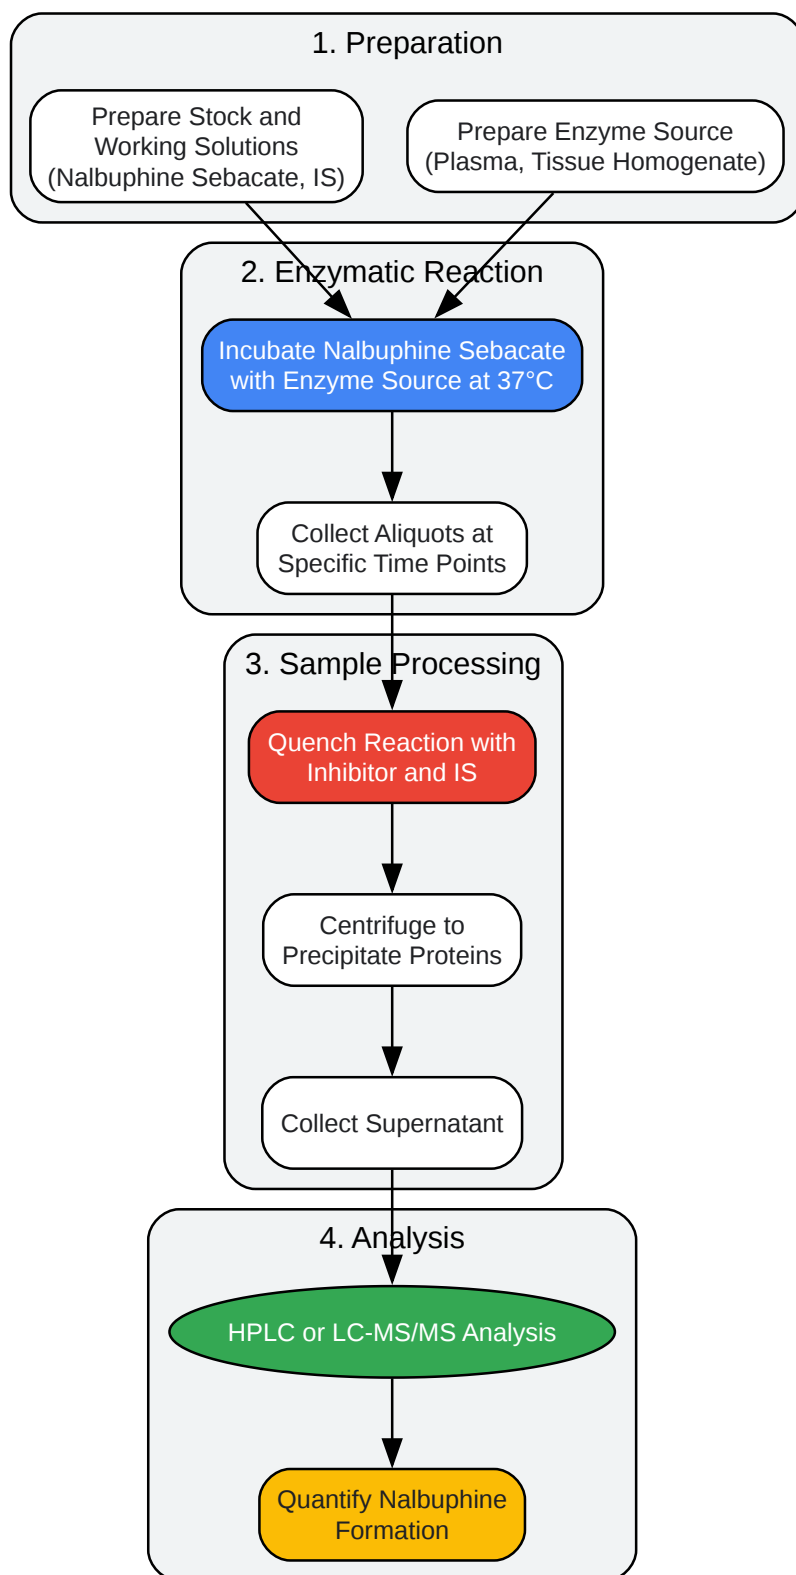 1. Preparation
Prepare Stock and
Working Solutions
(Nalbuphine Sebacate, IS)
Prepare Enzyme Source
(Plasma, Tissue Homogenate)
2. Enzymatic Reaction
Incubate Nalbuphine Sebacate
with Enzyme Source at 37°C
Collect Aliquots at
Specific Time Points
3. Sample Processing
Quench Reaction with
Inhibitor and IS
Centrifuge to
Precipitate Proteins
Collect Supernatant
4. Analysis
HPLC or LC-MS/MS Analysis
Quantify Nalbuphine
Formation